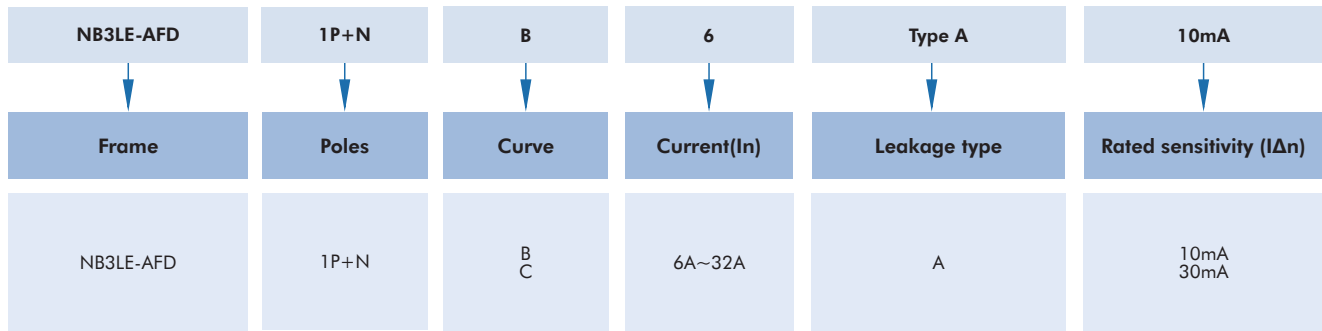 NB3LE-AFD 1P+N B 6 Type A 10mA
Frame Poles Curve Current(In) Leakage type Rated sensitivity (IΔn)
NB3LE-AFD 1P+N B 6A~32A A 10mA
C 30mA